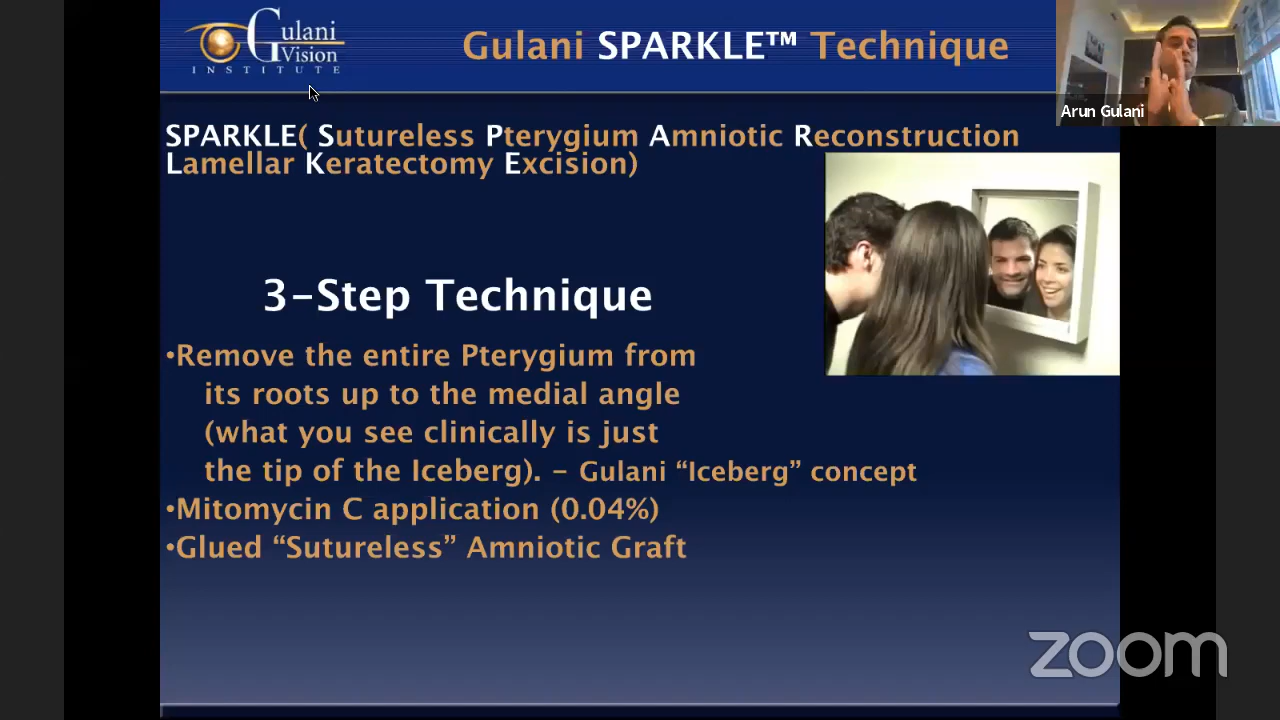 Gulani
Vision
INSTITUTE
Gulani SPARKLE™ Technique
Arun Gulani
SPARKLE( Sutureless Pterygium Amniotic Reconstruction
Lamellar Keratectomy Excision)
3-Step Technique
•Remove the entire Pterygium from
its roots up to the medial angle
(what you see clinically is just
the tip of the Iceberg). – Gulani “Iceberg” concept
•Mitomycin C application (0.04%)
•Glued “Sutureless” Amniotic Graft
zoom